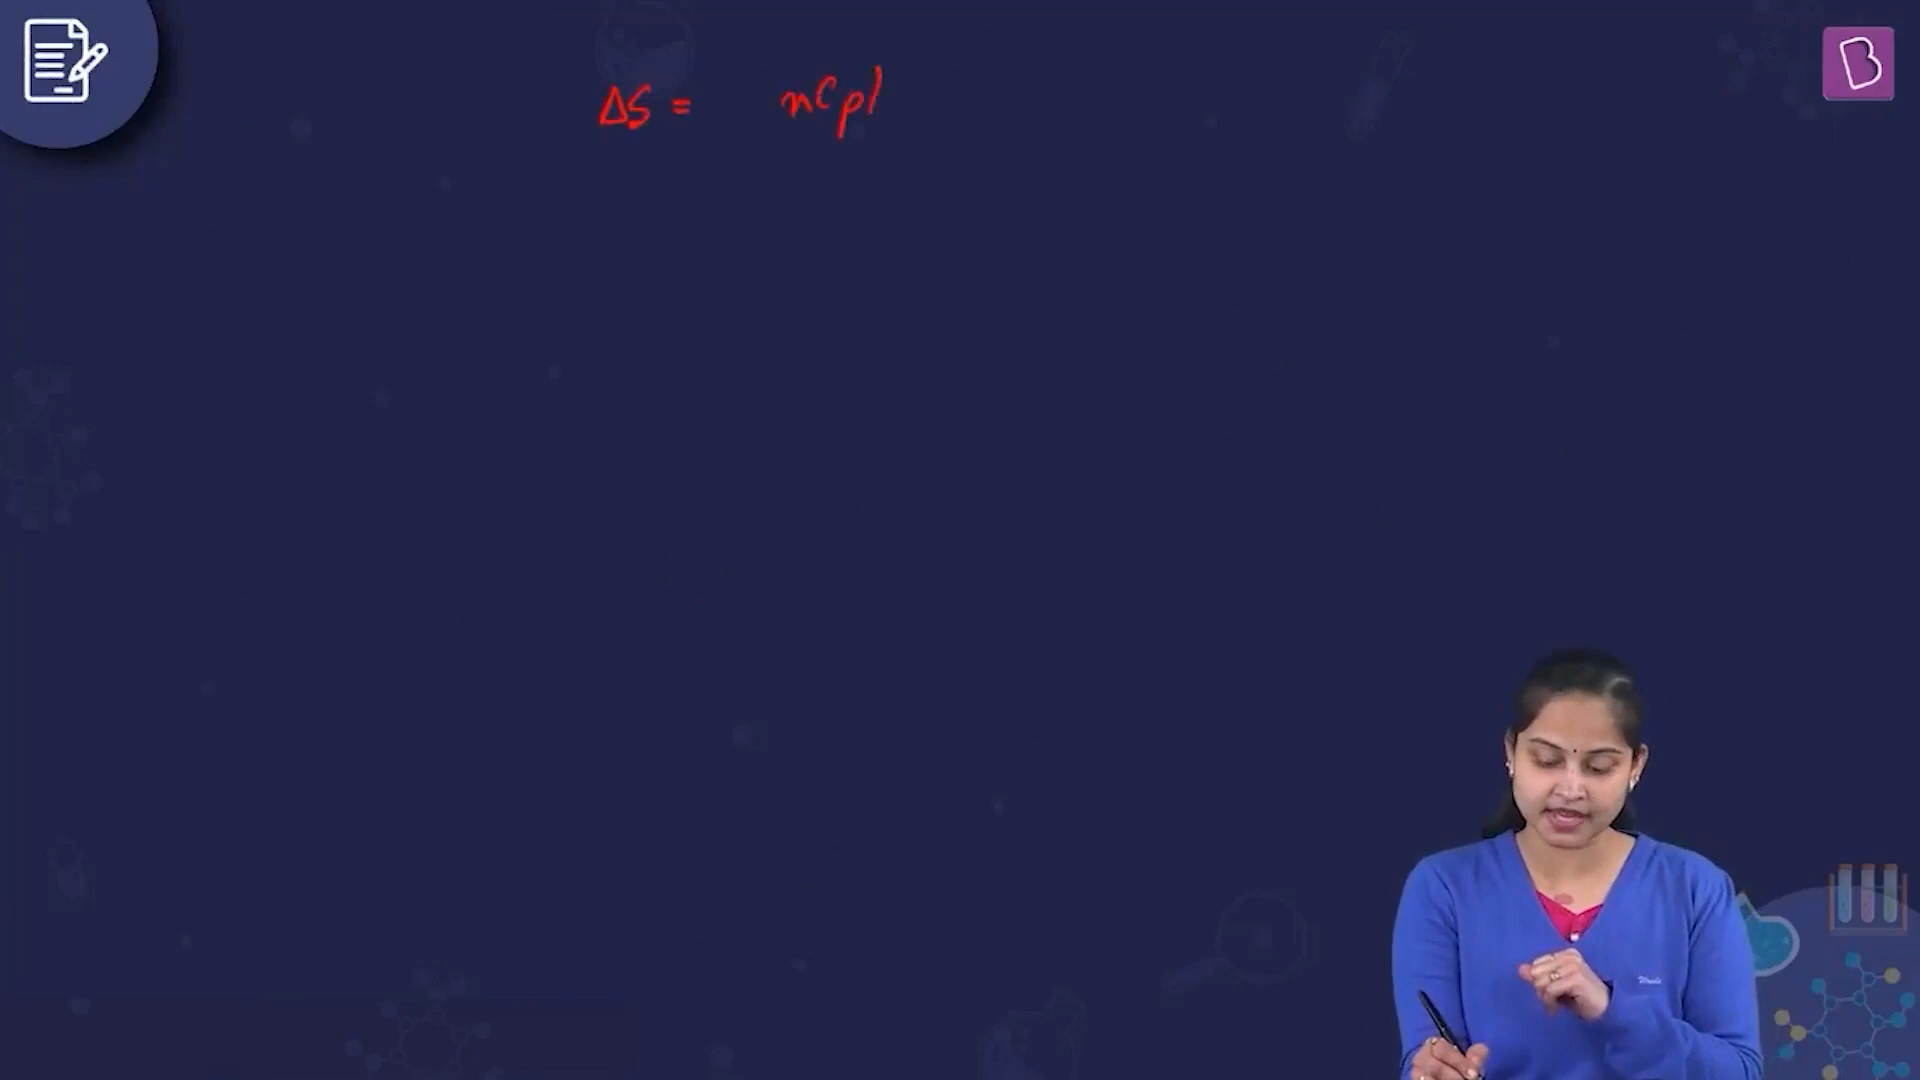 ΔS = nCpl